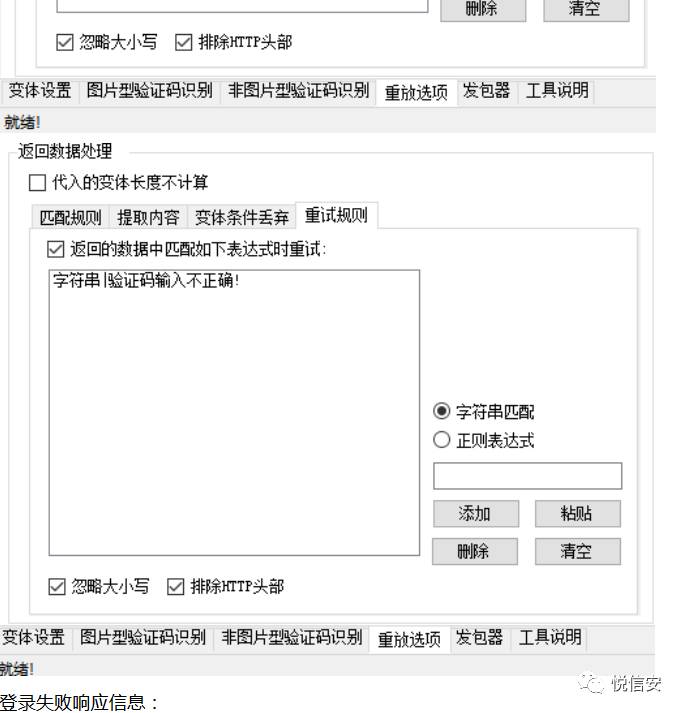 删除 清空
忽略大小写 排除HTTP头部
变体设置 图片型验证码识别 非图片型验证码识别 重放选项 发包器 工具说明
就绪!
返回数据处理
代入的变体长度不计算
匹配规则 提取内容 变体条件丢弃 重试规则
返回的数据中匹配如下表达式时重试:
字符串|验证码输入不正确!
字符串匹配
正则表达式
添加 粘贴
删除 清空
忽略大小写 排除HTTP头部
变体设置 图片型验证码识别 非图片型验证码识别 重放选项 发包器 工具说明
就绪!
悦信安
登录失败响应信息：